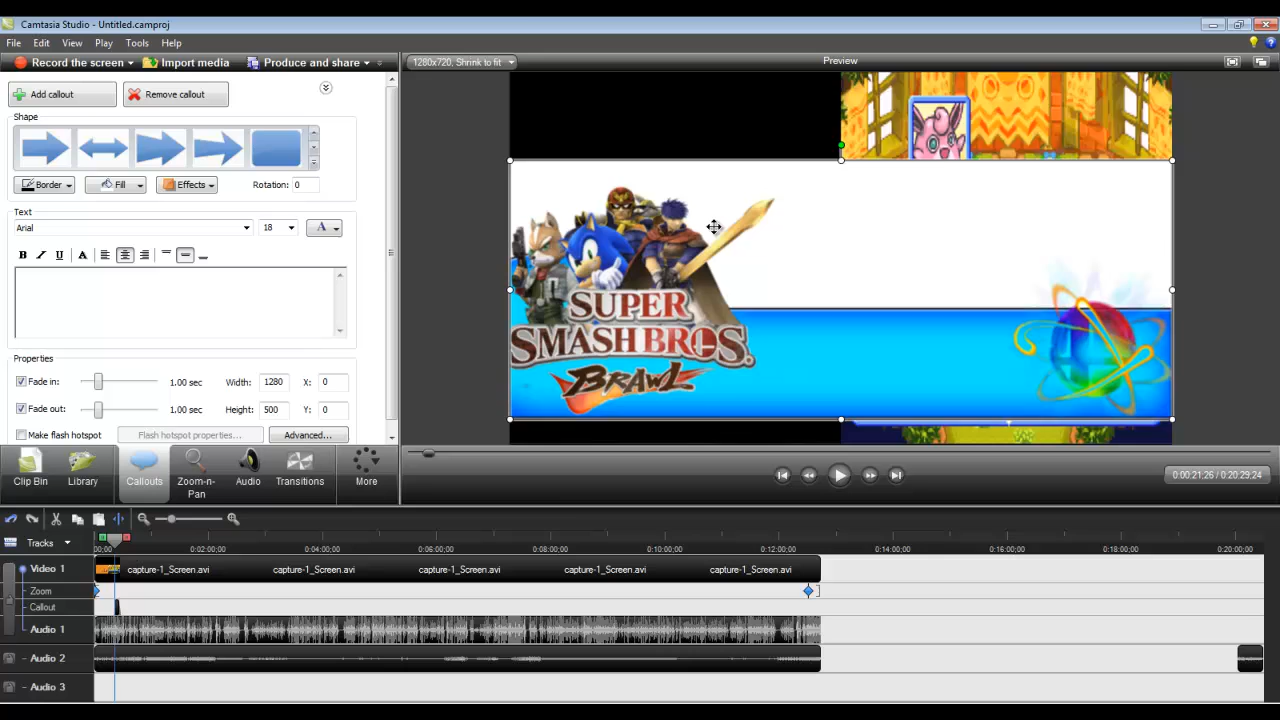 Camtasia Studio - Untitled.camproj
File Edit View Play Tools Help
Record the screen Import media Produce and share
1280x720, Shrink to fit
Preview
Add callout Remove callout
Shape
Border Fill Effects Rotation: 0
Text
Arial 18 A
B I U A
SUPER
SMASH BROS.
BRAWL
Properties
Fade in: 1.00 sec Width: 1280 X: 0
Fade out: 1.00 sec Height: 500 Y: 0
Make flash hotspot Flash hotspot properties... Advanced...
Clip Bin Library Callouts Zoom-n-Pan Audio Transitions More
0:00:21;26 / 0:20:29;24
Tracks 00;00 0:02:00;00 0:04:00;00 0:06:00;00 0:08:00;00 0:10:00;00 0:12:00;00 0:14:00;00 0:16:00;00 0:18:00;00 0:20:00;00
Video 1 capture-1_Screen.avi capture-1_Screen.avi capture-1_Screen.avi capture-1_Screen.avi capture-1_Screen.avi
Zoom
Callout
Audio 1
Audio 2
Audio 3